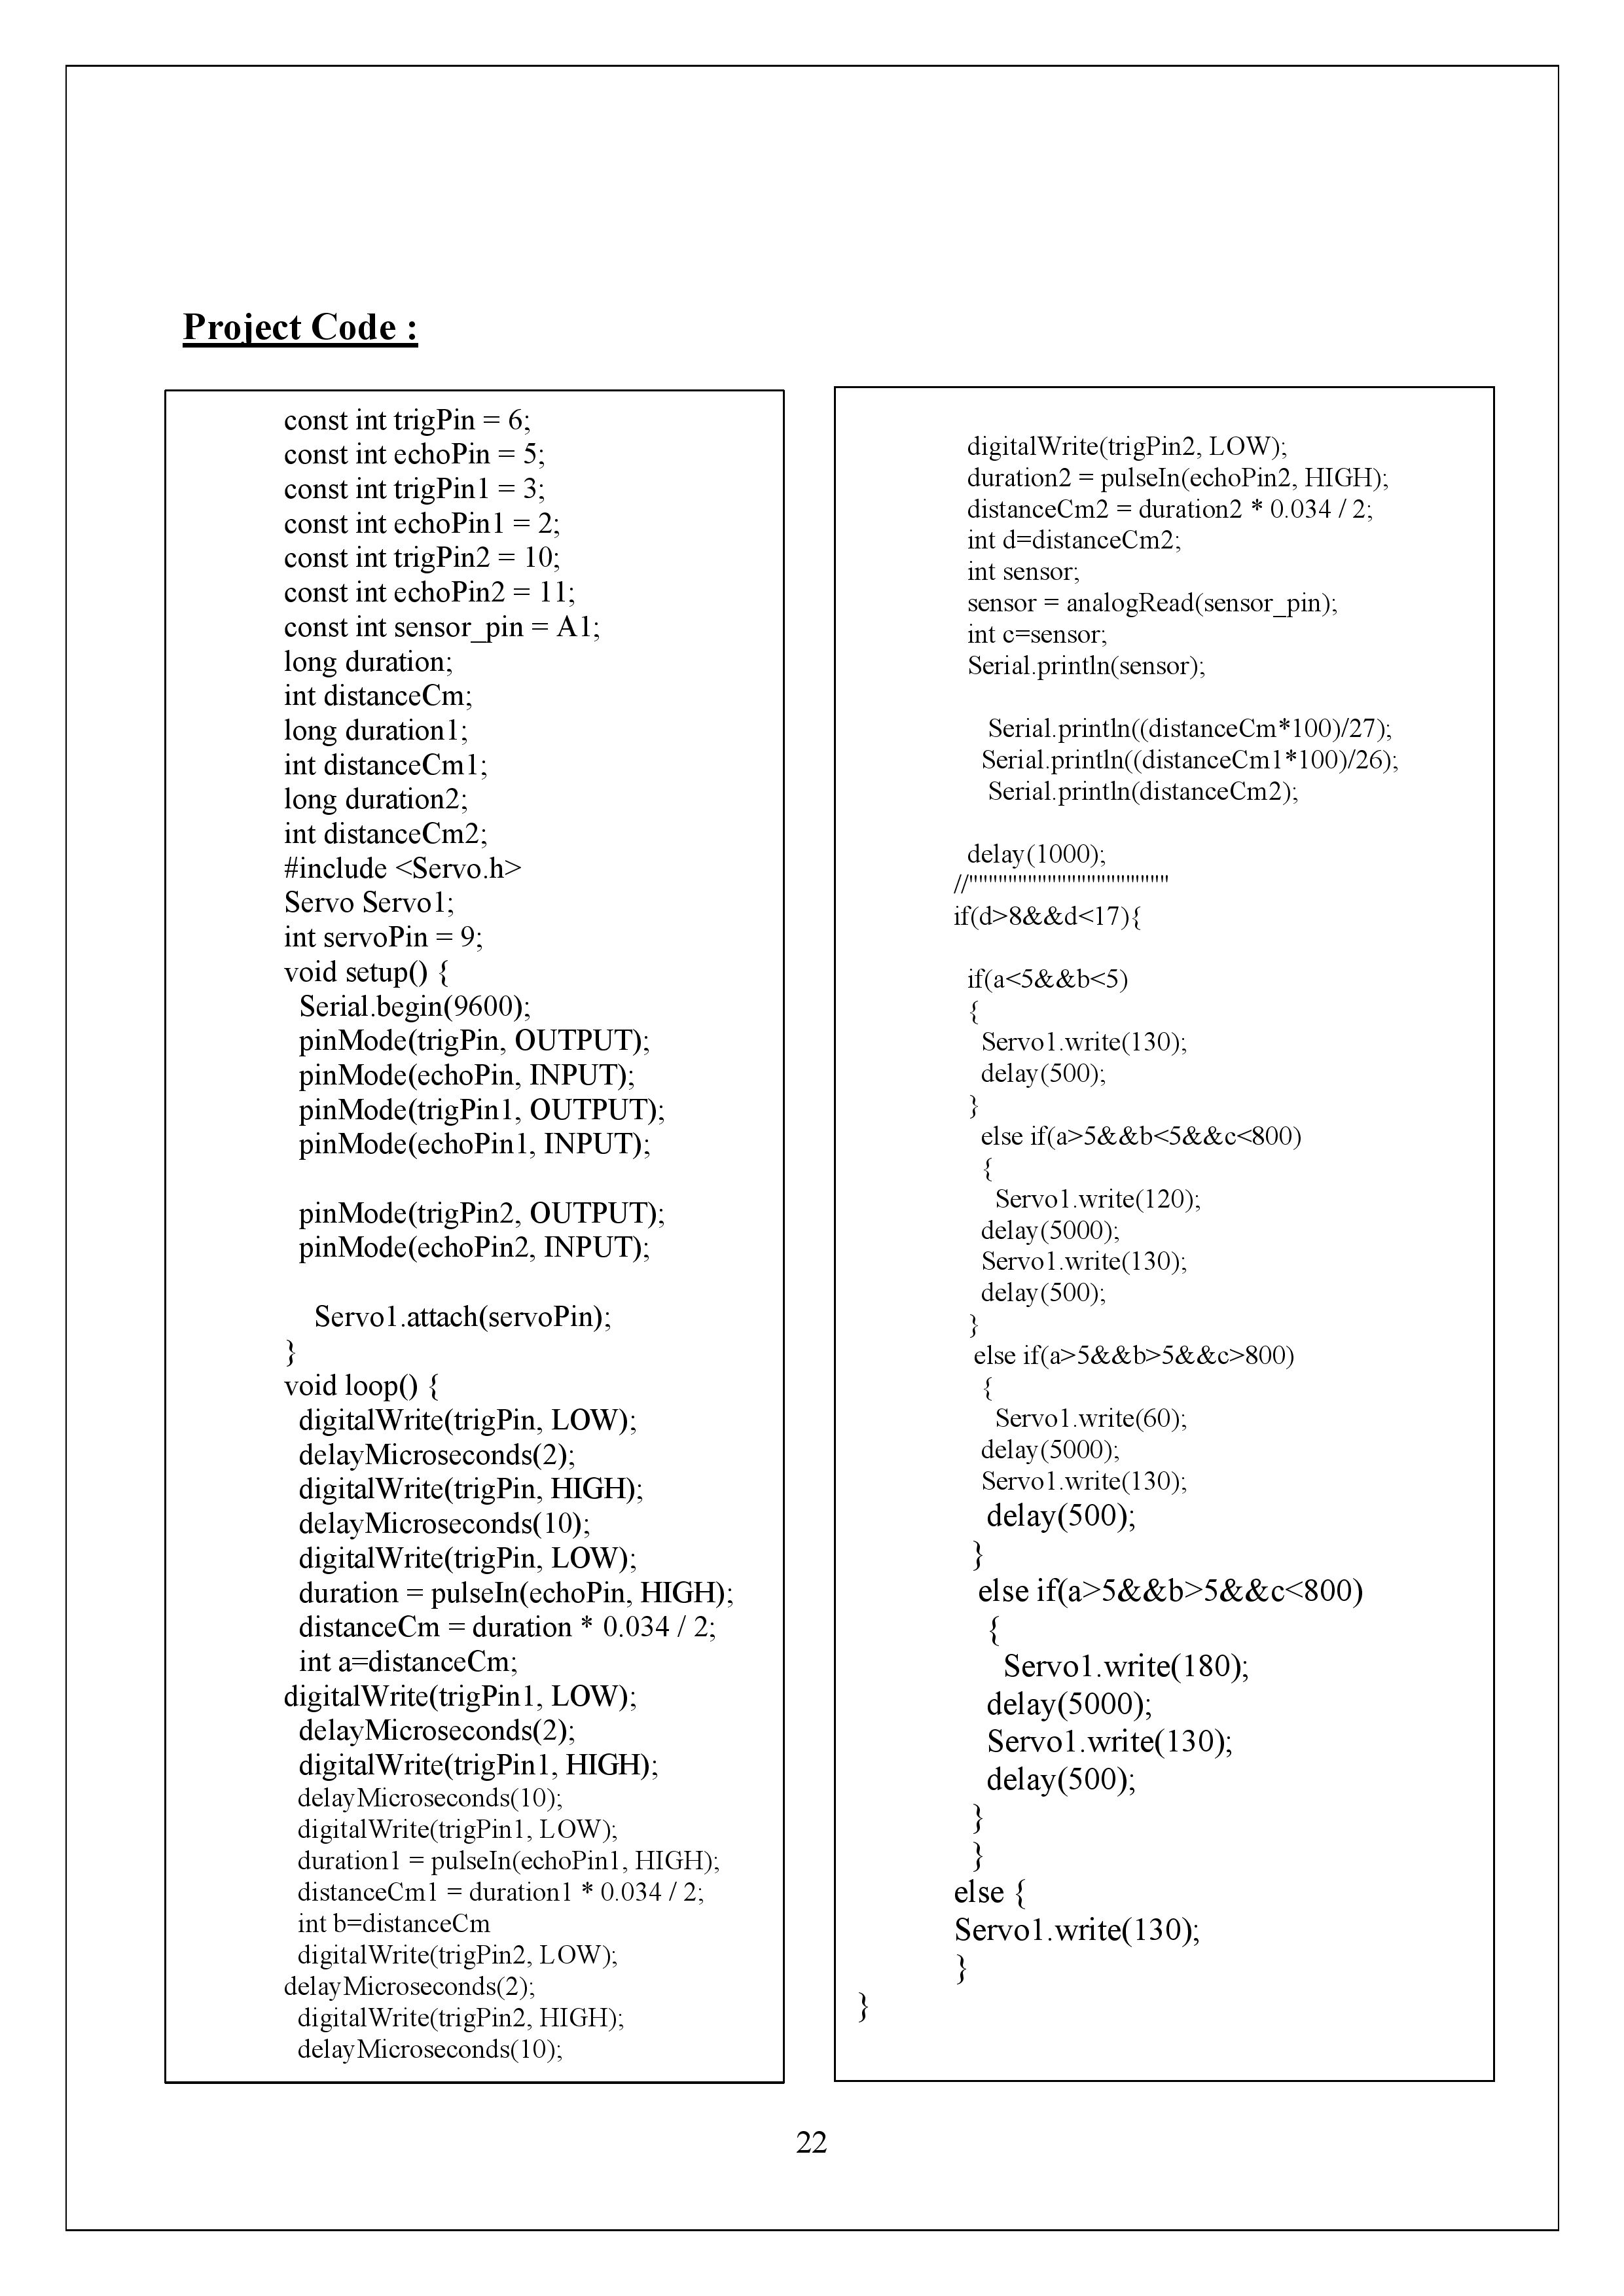 Project Code :
const int trigPin = 6;
const int echoPin = 5;
const int trigPin1 = 3;
const int echoPin1 = 2;
const int trigPin2 = 10;
const int echoPin2 = 11;
const int sensor_pin = A1;
long duration;
int distanceCm;
long duration1;
int distanceCm1;
long duration2;
int distanceCm2;
#include <Servo.h>
Servo Servo1;
int servoPin = 9;
void setup() {
Serial.begin(9600);
pinMode(trigPin, OUTPUT);
pinMode(echoPin, INPUT);
pinMode(trigPin1, OUTPUT);
pinMode(echoPin1, INPUT);
pinMode(trigPin2, OUTPUT);
pinMode(echoPin2, INPUT);
Servo1.attach(servoPin);
}
void loop() {
digitalWrite(trigPin, LOW);
delayMicroseconds(2);
digitalWrite(trigPin, HIGH);
delayMicroseconds(10);
digitalWrite(trigPin, LOW);
duration = pulseIn(echoPin, HIGH);
distanceCm = duration * 0.034 / 2;
int a=distanceCm;
digitalWrite(trigPin1, LOW);
delayMicroseconds(2);
digitalWrite(trigPin1, HIGH);
delayMicroseconds(10);
digitalWrite(trigPin1, LOW);
duration1 = pulseIn(echoPin1, HIGH);
distanceCm1 = duration1 * 0.034 / 2;
int b=distanceCm
digitalWrite(trigPin2, LOW);
delayMicroseconds(2);
digitalWrite(trigPin2, HIGH);
delayMicroseconds(10);
digitalWrite(trigPin2, LOW);
duration2 = pulseIn(echoPin2, HIGH);
distanceCm2 = duration2 * 0.034 / 2;
int d=distanceCm2;
int sensor;
sensor = analogRead(sensor_pin);
int c=sensor;
Serial.println(sensor);
Serial.println((distanceCm*100)/27);
Serial.println((distanceCm1*100)/26);
Serial.println(distanceCm2);
delay(1000);
//""""""""""""""""""""
if(d>8&&d<17){
if(a<5&&b<5)
{
Servo1.write(130);
delay(500);
}
else if(a>5&&b<5&&c<800)
{
Servo1.write(120);
delay(5000);
Servo1.write(130);
delay(500);
}
else if(a>5&&b>5&&c>800)
{
Servo1.write(60);
delay(5000);
Servo1.write(130);
delay(500);
}
else if(a>5&&b>5&&c<800)
{
Servo1.write(180);
delay(5000);
Servo1.write(130);
delay(500);
}
}
else {
Servo1.write(130);
}
}
22